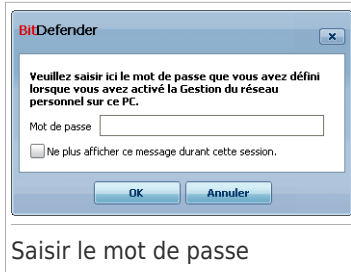 BitDefender
Veuillez saisir ici le mot de passe que vous avez défini
lorsque vous avez activé la Gestion du réseau
personnel sur ce PC.
Mot de passe
Ne plus afficher ce message durant cette session.
OK Annuler
Saisir le mot de passe